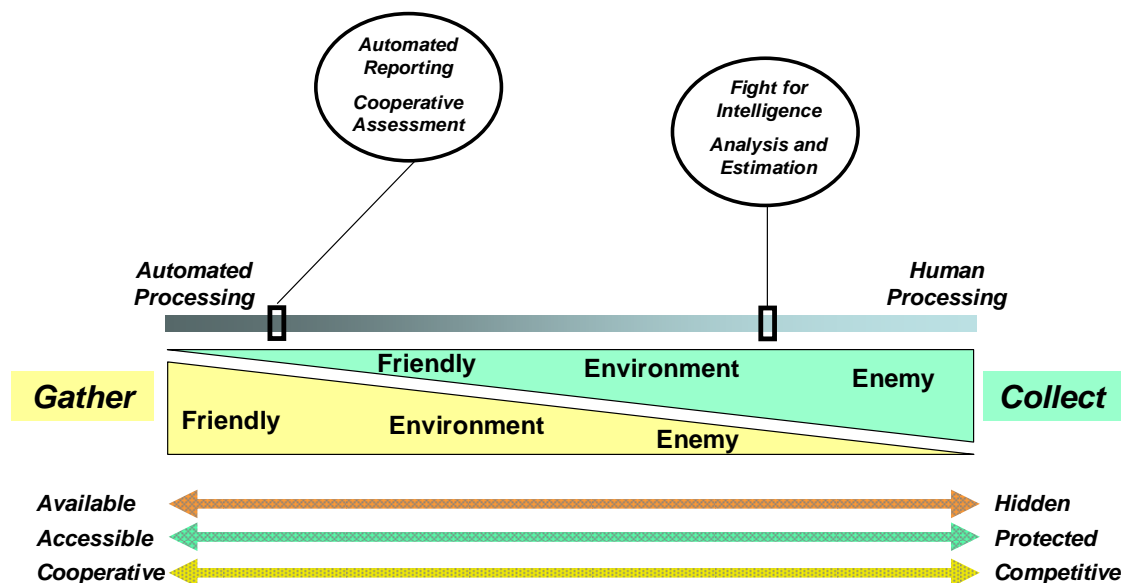 Automated
Reporting
Cooperative
Assessment
Fight for
Intelligence
Analysis and
Estimation
Automated
Processing
Human
Processing
Friendly
Environment
Enemy
Gather
Collect
Friendly
Environment
Enemy
Available
Hidden
Accessible
Protected
Cooperative
Competitive